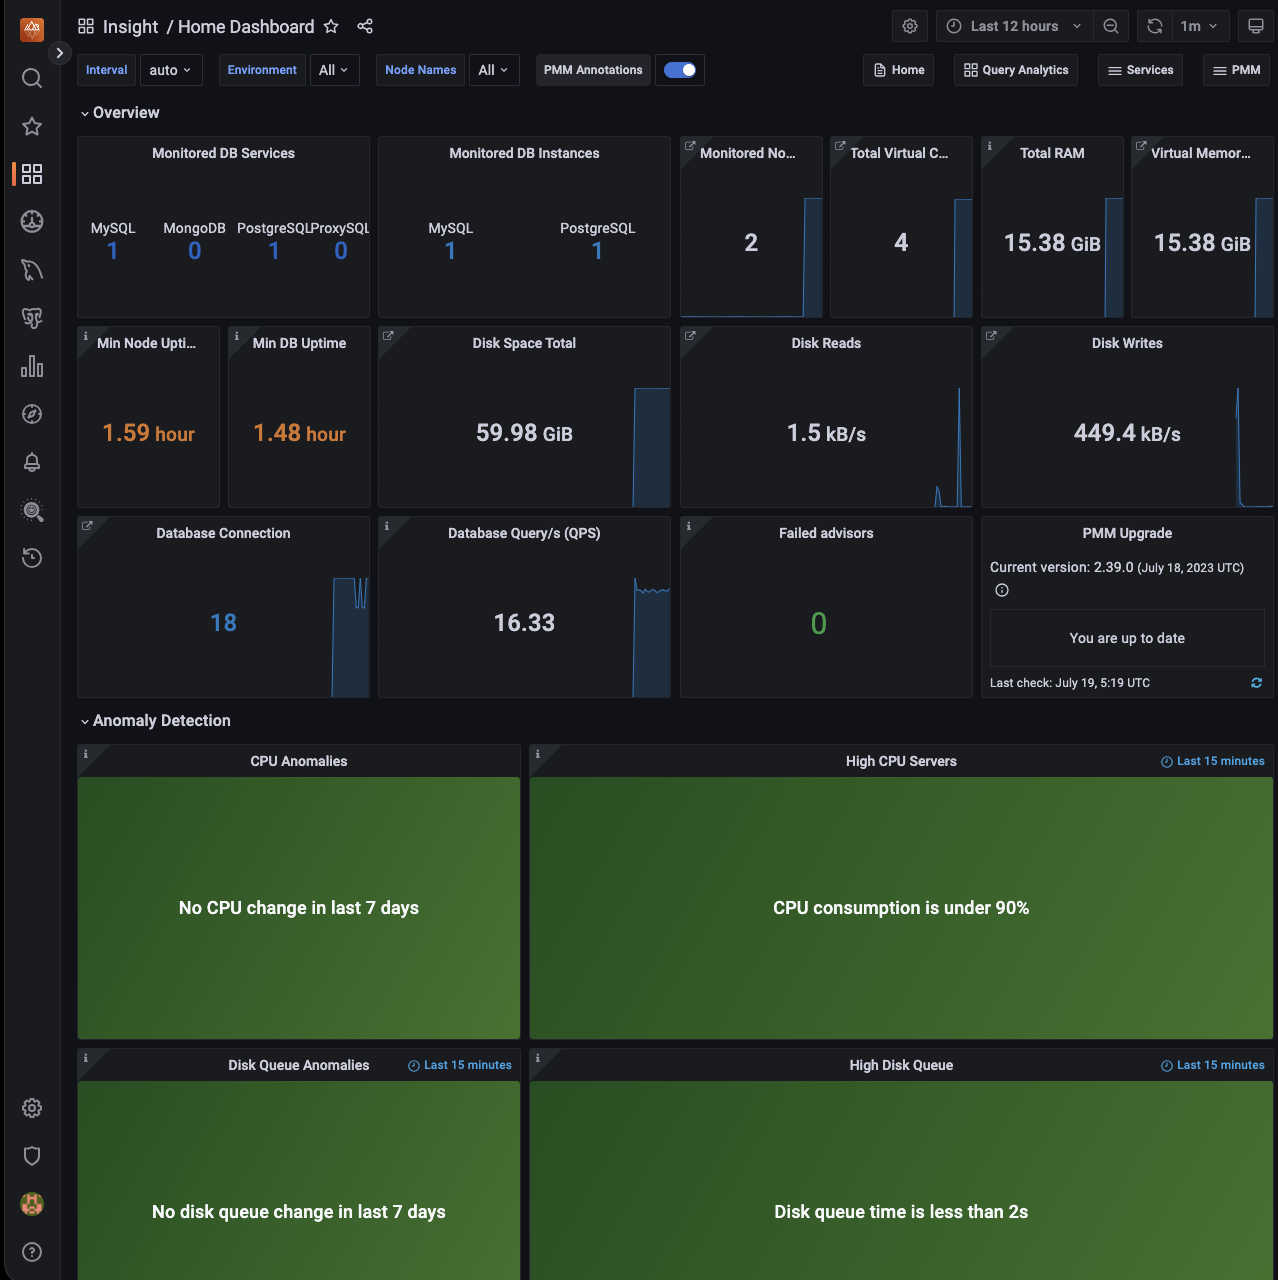 Insight / Home Dashboard
Last 12 hours
1m
Interval
auto
Environment
All
Node Names
All
PMM Annotations
Home
Query Analytics
Services
PMM
Overview
Monitored DB Services
MySQL
1
MongoDB
0
PostgreSQL
1
ProxySQL
0
Monitored DB Instances
MySQL
1
PostgreSQL
1
Monitored No...
2
Total Virtual C...
4
Total RAM
15.38 GiB
Virtual Memor...
15.38 GiB
Min Node Upti...
1.59 hour
Min DB Uptime
1.48 hour
Disk Space Total
59.98 GiB
Disk Reads
1.5 kB/s
Disk Writes
449.4 kB/s
Database Connection
18
Database Query/s (QPS)
16.33
Failed advisors
0
PMM Upgrade
Current version: 2.39.0 (July 18, 2023 UTC)
You are up to date
Last check: July 19, 5:19 UTC
Anomaly Detection
CPU Anomalies
No CPU change in last 7 days
High CPU Servers
Last 15 minutes
CPU consumption is under 90%
Disk Queue Anomalies
Last 15 minutes
No disk queue change in last 7 days
High Disk Queue
Last 15 minutes
Disk queue time is less than 2s